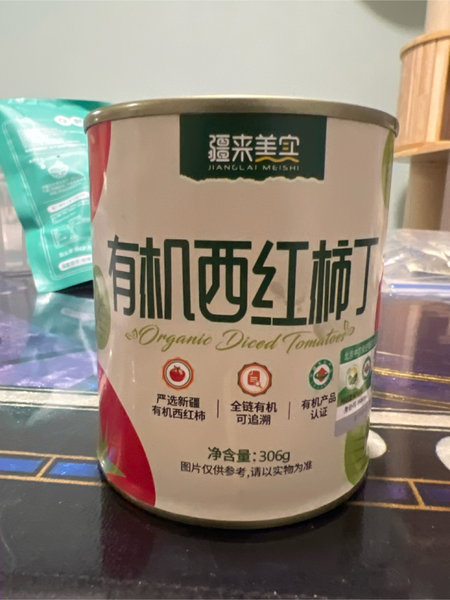 疆来美实
JIANGLAI MEISHI
有机西红柿丁
Organic Diced Tomatoes
严选新疆
有机西红柿
全链有机
可追溯
有机产品
认证
净含量:306g
图片仅供参考,请以实物为准